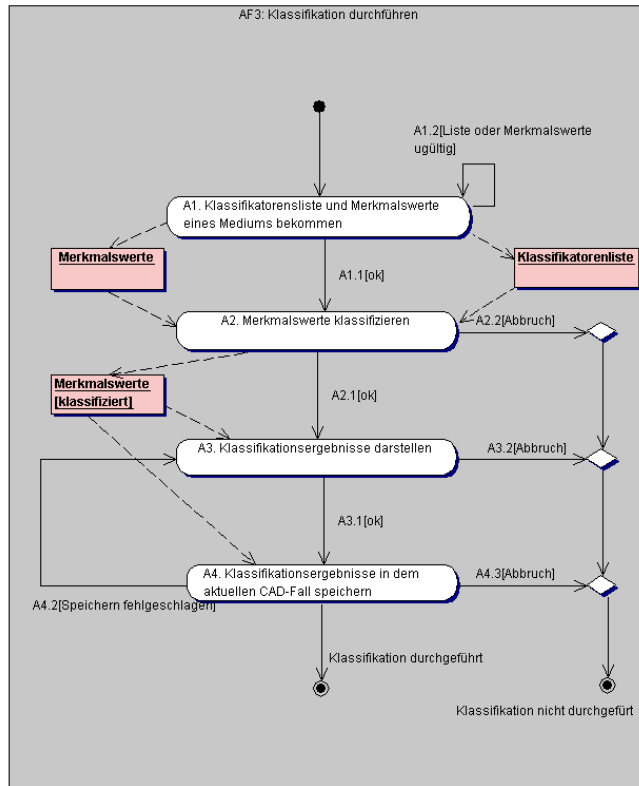 AF3: Klassifikation durchführen
A1.2[Liste oder Merkmalswerte
ugültig]
A1. Klassifikatorensliste und Merkmalswerte
eines Mediums bekommen
Merkmalswerte
Klassifikatorenliste
A1.1[ok]
A2. Merkmalswerte klassifizieren
A2.2[Abbruch]
Merkmalswerte
[klassifiziert]
A2.1[ok]
A3. Klassifikationsergebnisse darstellen
A3.2[Abbruch]
A3.1[ok]
A4. Klassifikationsergebnisse in dem
aktuellen CAD-Fall speichern
A4.3[Abbruch]
A4.2[Speichern fehlgeschlagen]
Klassifikation durchgeführt
Klassifikation nicht durchgefürt